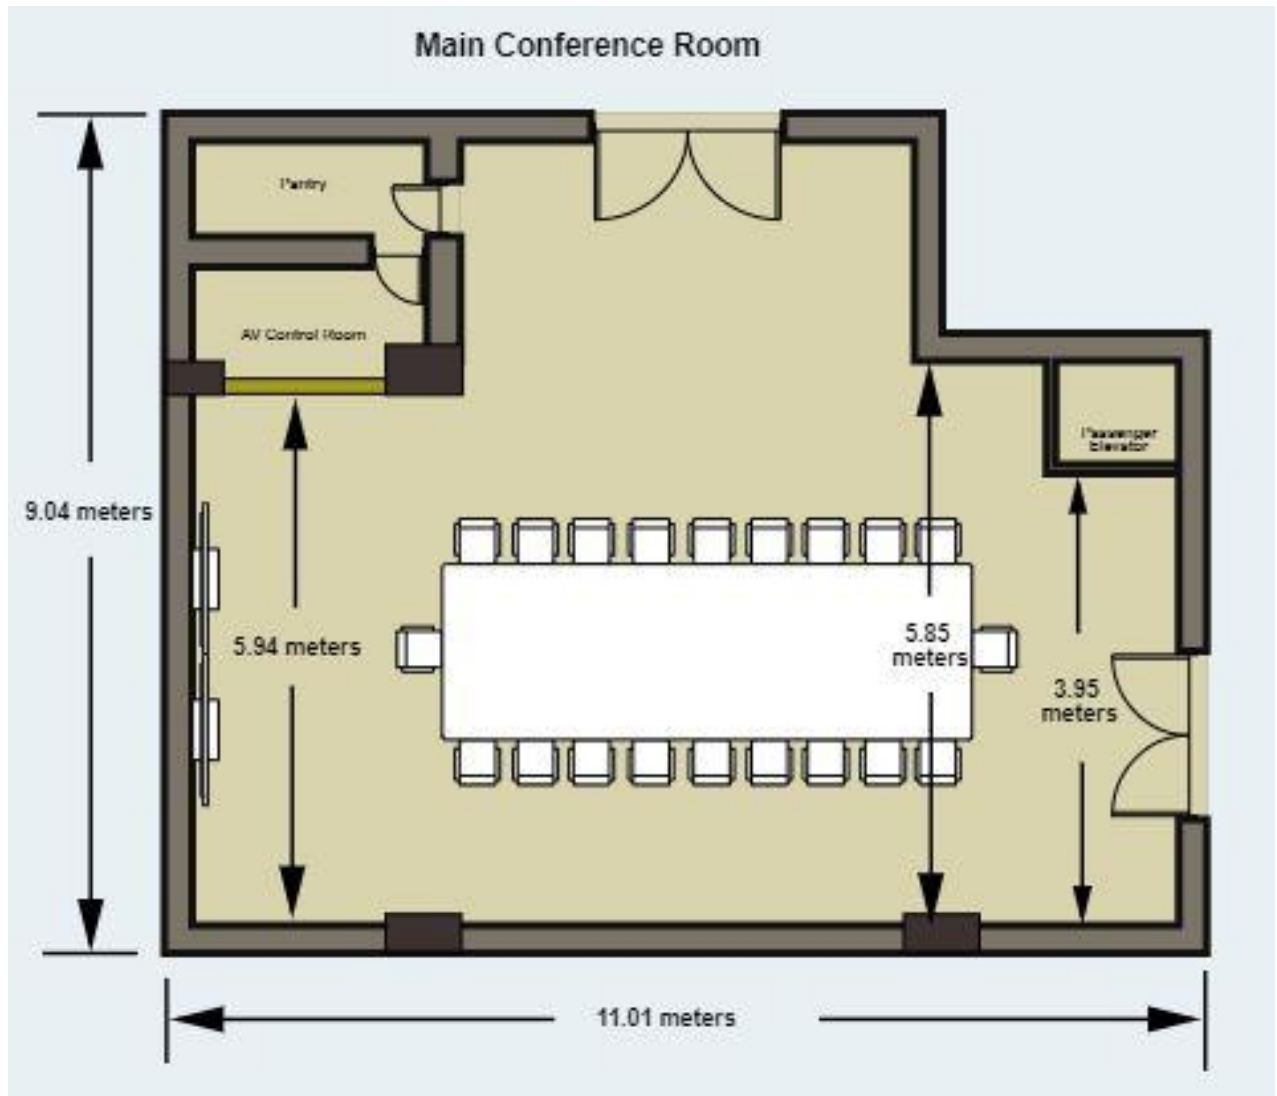 Main Conference Room
Pantry
AV Control Room
Passenger
Elevator
9.04 meters
5.94 meters
5.85
meters
3.95
meters
11.01 meters